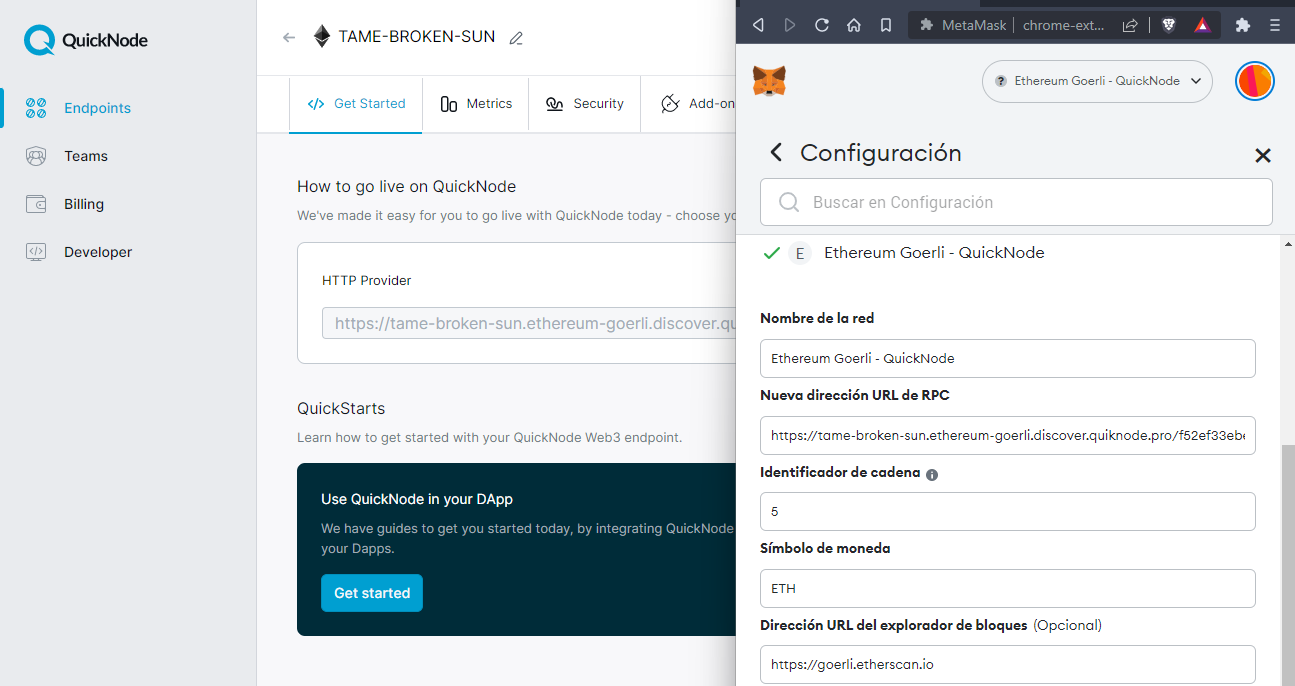 QuickNode
Endpoints
Teams
Billing
Developer
TAME-BROKEN-SUN
Get Started
Metrics
Security
Add-on
How to go live on QuickNode
We've made it easy for you to go live with QuickNode today - choose yo
HTTP Provider
https://tame-broken-sun.ethereum-goerli.discover.qu
QuickStarts
Learn how to get started with your QuickNode Web3 endpoint.
Use QuickNode in your DApp
We have guides to get you started today, by integrating QuickNode
your Dapps.
Get started
MetaMask
chrome-ext...
Ethereum Goerli - QuickNode
Configuración
Buscar en Configuración
E Ethereum Goerli - QuickNode
Nombre de la red
Ethereum Goerli - QuickNode
Nueva dirección URL de RPC
https://tame-broken-sun.ethereum-goerli.discover.quiknode.pro/f52ef33ebe
Identificador de cadena
5
Símbolo de moneda
ETH
Dirección URL del explorador de bloques (Opcional)
https://goerli.etherscan.io